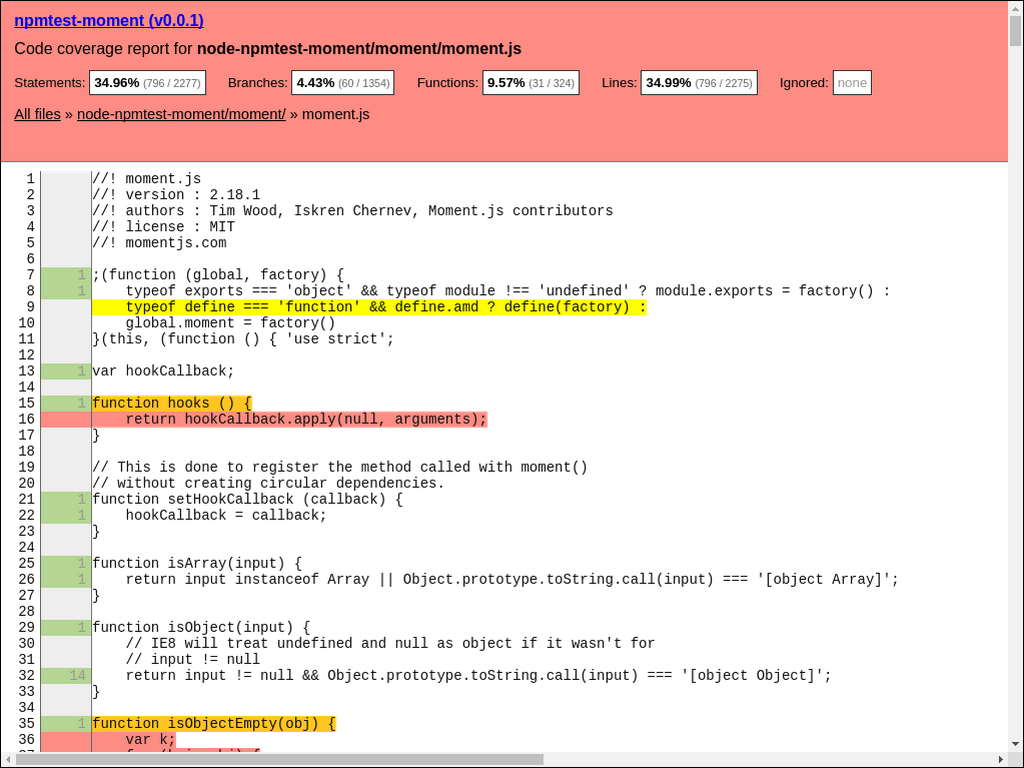 npmtest-moment (v0.0.1)
Code coverage report for node-npmtest-moment/moment/moment.js
Statements: 34.96% (796 / 2277) Branches: 4.43% (60 / 1354) Functions: 9.57% (31 / 324) Lines: 34.99% (796 / 2275) Ignored: none
All files » node-npmtest-moment/moment/ » moment.js
1 //! moment.js
2 //! version : 2.18.1
3 //! authors : Tim Wood, Iskren Chernev, Moment.js contributors
4 //! license : MIT
5 //! momentjs.com
6
7 1 ;(function (global, factory) {
8 1 typeof exports === 'object' && typeof module !== 'undefined' ? module.exports = factory() :
9 typeof define === 'function' && define.amd ? define(factory) :
10 global.moment = factory()
11 }(this, (function () { 'use strict';
12
13 1 var hookCallback;
14
15 1 function hooks () {
16 return hookCallback.apply(null, arguments);
17 }
18
19 // This is done to register the method called with moment()
20 // without creating circular dependencies.
21 1 function setHookCallback (callback) {
22 1 hookCallback = callback;
23 }
24
25 1 function isArray(input) {
26 1 return input instanceof Array || Object.prototype.toString.call(input) === '[object Array]';
27 }
28
29 1 function isObject(input) {
30 // IE8 will treat undefined and null as object if it wasn't for
31 // input != null
32 14 return input != null && Object.prototype.toString.call(input) === '[object Object]';
33 }
34
35 1 function isObjectEmpty(obj) {
36 var k;